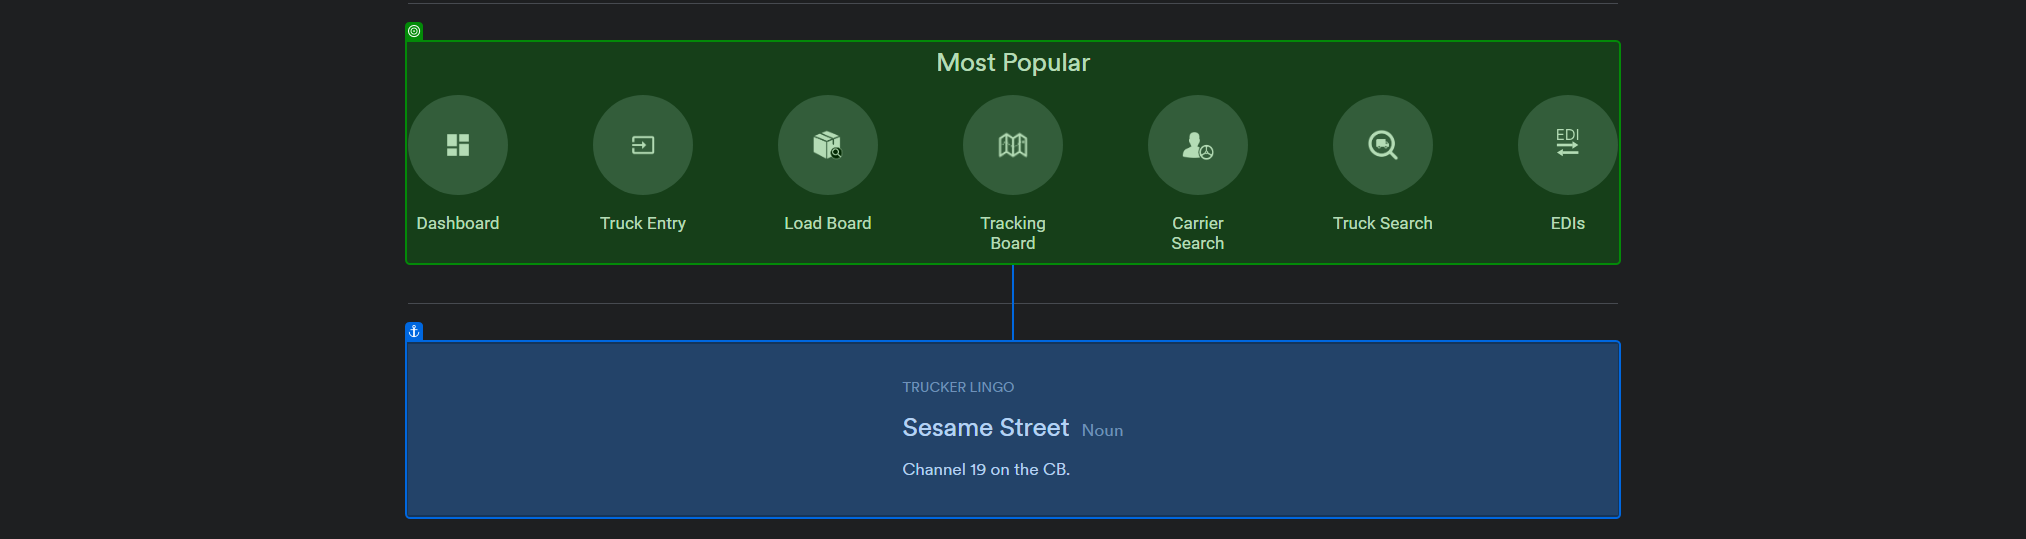 Most Popular
EDI
Dashboard
Truck Entry
Load Board
Tracking
Board
Carrier
Search
Truck Search
EDIs
TRUCKER LINGO
Sesame Street Noun
Channel 19 on the CB.